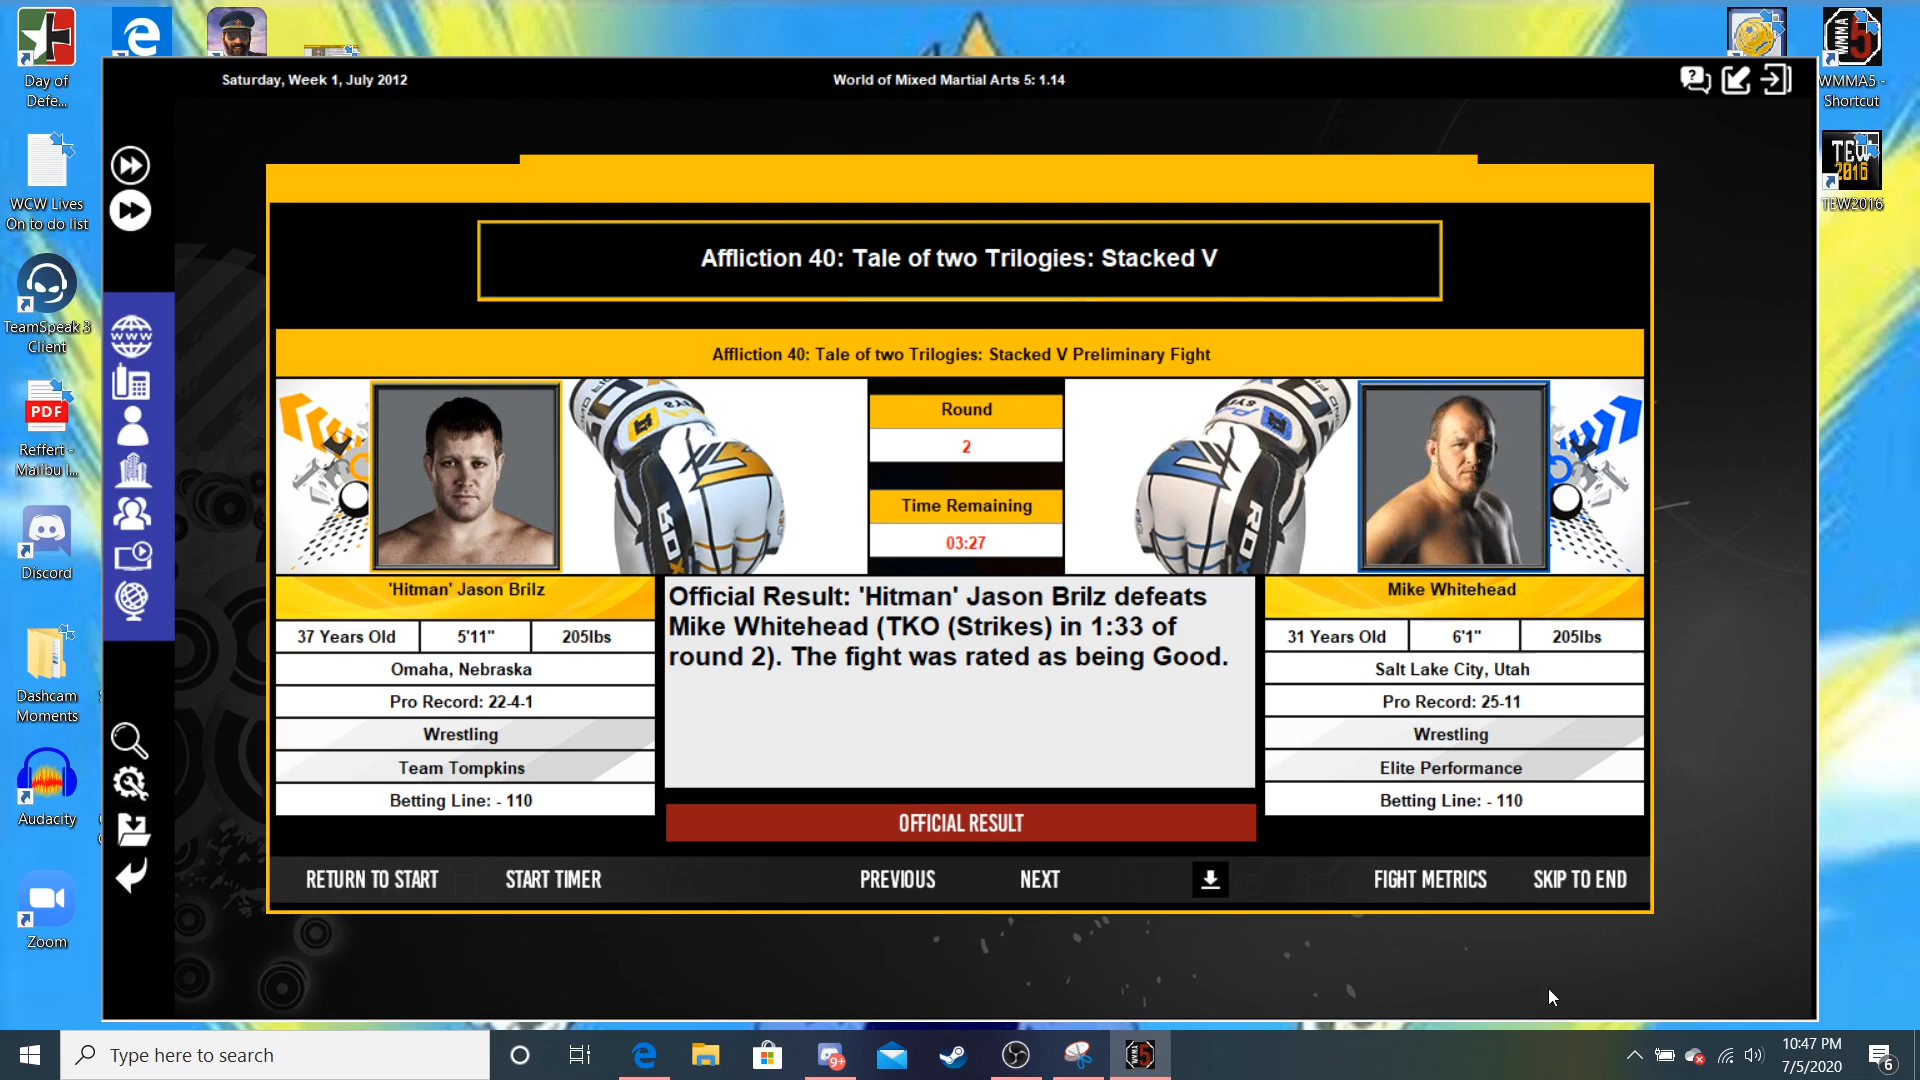 Day of
Defe...
WCW Lives
On to do list
TeamSpeak 3
Client
PDF
Reffert -
Malibu I...
Discord
Dashcam
Moments
Audacity
Zoom
WMMA5 -
Shortcut
TEW
2016
TEW2016
Saturday, Week 1, July 2012
World of Mixed Martial Arts 5: 1.14
WWW
Affliction 40: Tale of two Trilogies: Stacked V
Affliction 40: Tale of two Trilogies: Stacked V Preliminary Fight
Round
2
Time Remaining
03:27
RDX
RDX
'Hitman' Jason Brilz
37 Years Old
5'11"
205lbs
Omaha, Nebraska
Pro Record: 22-4-1
Wrestling
Team Tompkins
Betting Line: - 110
Official Result: 'Hitman' Jason Brilz defeats
Mike Whitehead (TKO (Strikes) in 1:33 of
round 2). The fight was rated as being Good.
OFFICIAL RESULT
Mike Whitehead
31 Years Old
6'1"
205lbs
Salt Lake City, Utah
Pro Record: 25-11
Wrestling
Elite Performance
Betting Line: - 110
RETURN TO START
START TIMER
PREVIOUS
NEXT
FIGHT METRICS
SKIP TO END
Type here to search
9+
10:47 PM
7/5/2020
6